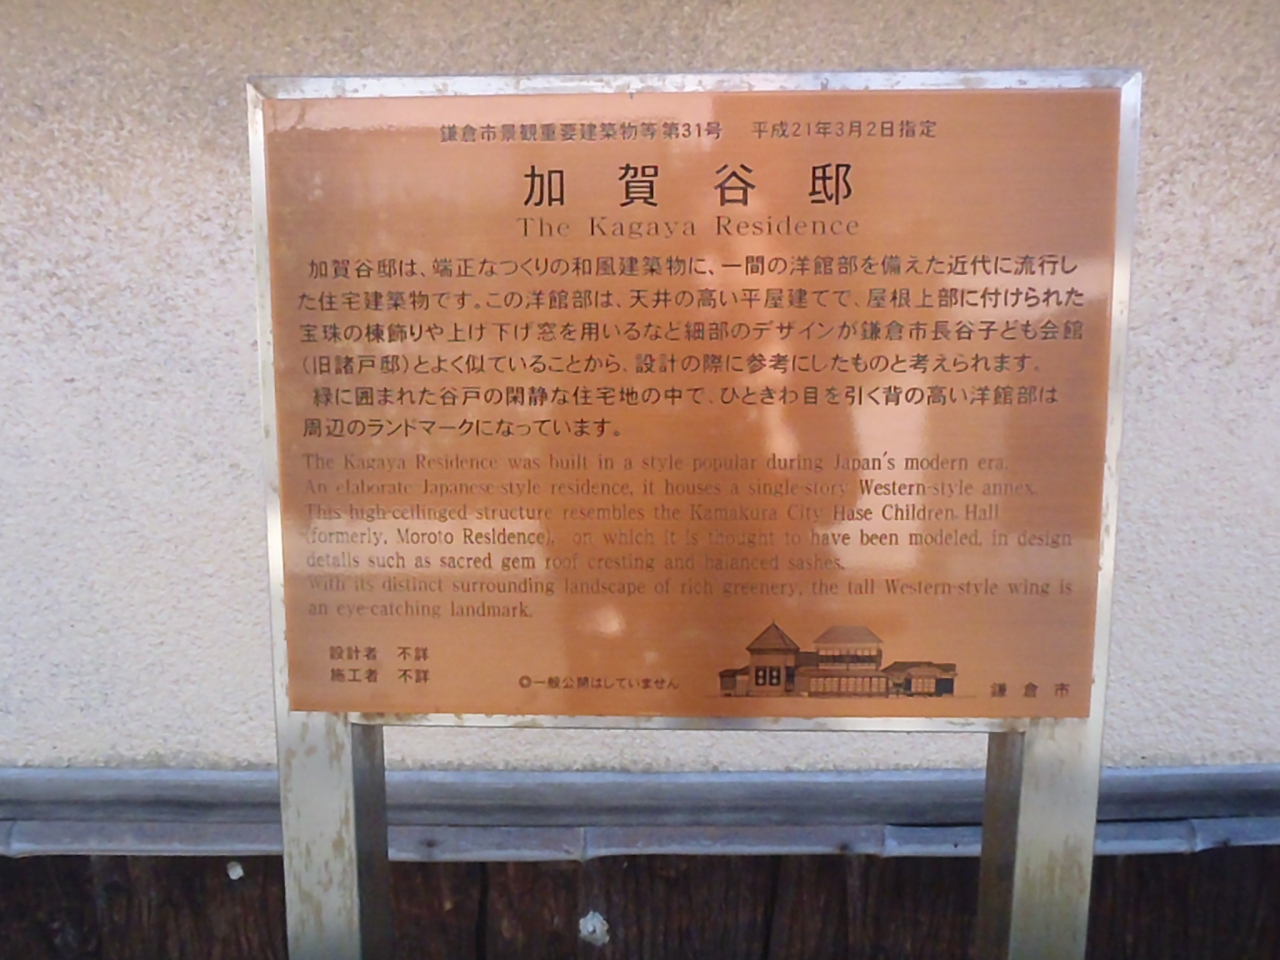 鎌倉市景観重要建築物等第31号　平成21年3月2日指定
加賀谷邸
The Kagaya Residence
加賀谷邸は、端正なつくりの和風建築物に、一間の洋館部を備えた近代に流行し
た住宅建築物です。この洋館部は、天井の高い平屋建てで、屋根上部に付けられた
宝珠の棟飾りや上げ下げ窓を用いるなど細部のデザインが鎌倉市長谷子ども会館
(旧諸戸邸)とよく似ていることから、設計の際に参考にしたものと考えられます。
緑に囲まれた谷戸の閑静な住宅地の中で、ひときわ目を引く背の高い洋館部は
周辺のランドマークになっています。
The Kagaya Residence was built in a style popular during Japan's modern era.
An elaborate Japanese-style residence, it houses a single-story Western-style annex.
This high-ceilinged structure resembles the Kamakura City Hase Children Hall
(formerly, Moroto Residence), on which it is thought to have been modeled, in design
details such as sacred gem roof cresting and balanced sashes.
With its distinct surrounding landscape of rich greenery, the tall Western-style wing is
an eye-catching landmark.
設計者　不詳
施工者　不詳
◎一般公開はしていません
鎌倉市